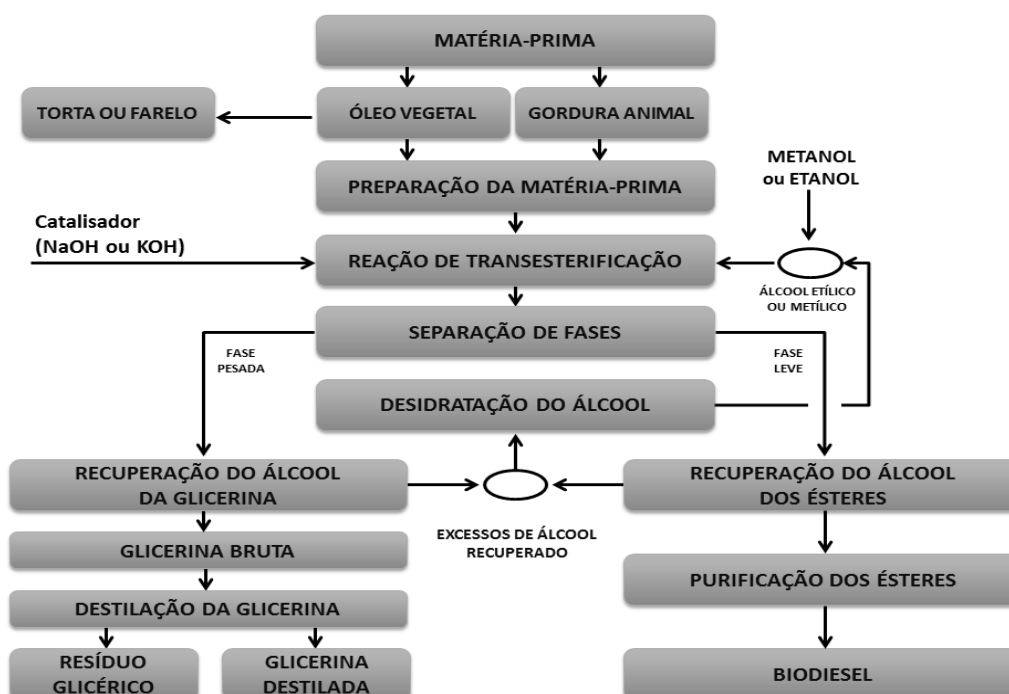 MATÉRIA-PRIMA
TORTA OU FARELO
ÓLEO VEGETAL
GORDURA ANIMAL
METANOL
ou ETANOL
PREPARAÇÃO DA MATÉRIA-PRIMA
Catalisador
(NaOH ou KOH)
REAÇÃO DE TRANSESTERIFICAÇÃO
ÁLCOOL ETÍLICO
OU METÍLICO
SEPARAÇÃO DE FASES
FASE
PESADA
FASE
LEVE
DESIDRATAÇÃO DO ÁLCOOL
RECUPERAÇÃO DO ÁLCOOL
DA GLICERINA
RECUPERAÇÃO DO ÁLCOOL
DOS ÉSTERES
EXCESSOS DE ÁLCOOL
RECUPERADO
GLICERINA BRUTA
PURIFICAÇÃO DOS ÉSTERES
DESTILAÇÃO DA GLICERINA
RESÍDUO
GLICÉRICO
GLICERINA
DESTILADA
BIODIESEL